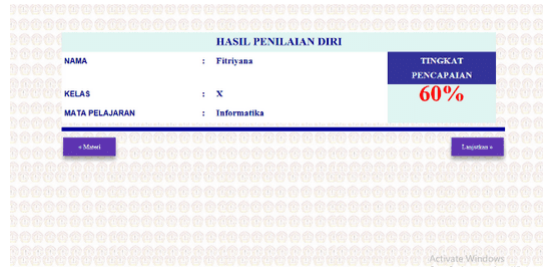 HASIL PENILAIAN DIRI
NAMA : Fitriyana
TINGKAT
PENCAPAIAN
60%
KELAS : X
MATA PELAJARAN : Informatika
« Materi
Lanjutkan »
Activate Windows